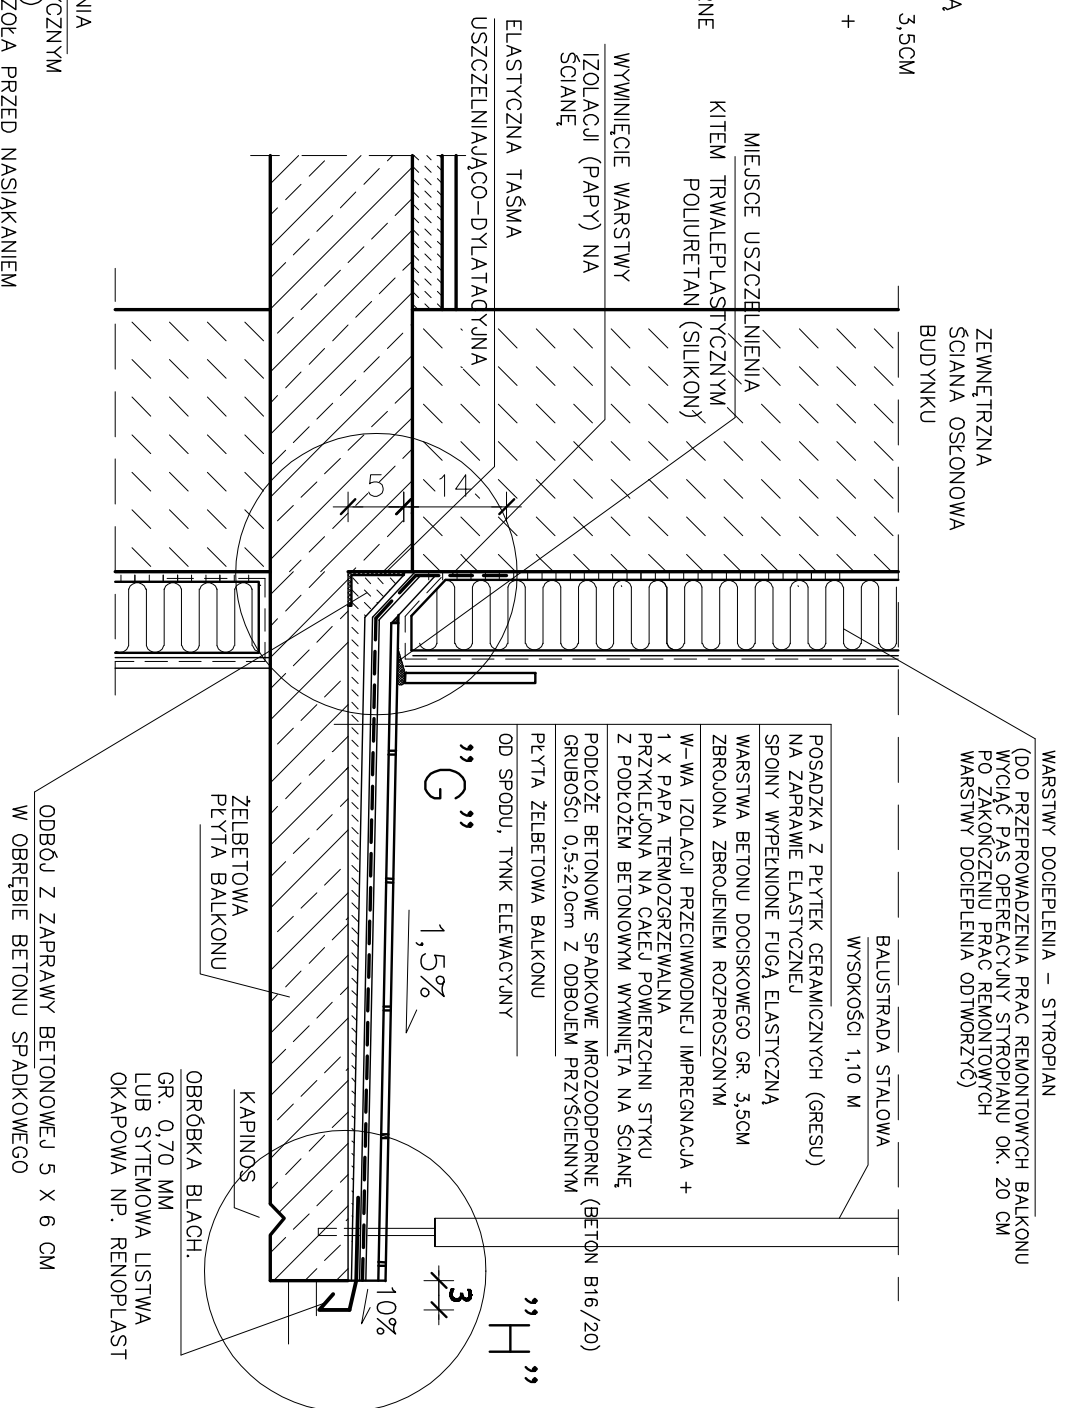 WARSTWY DOCIEPLENIA – STYROPIAN
(DO PRZEPROWADZENIA PRAC REMONTOWYCH BALKONU
WYCIĄĆ PAS OPEREACYJNY STYROPIANU OK. 20 CM
PO ZAKOŃCZENIU PRAC REMONTOWYCH
WARSTWY DOCIEPLENIA ODTWORZYĆ)
ZEWNĘTRZNA
ŚCIANA OSŁONOWA
BUDYNKU
BALUSTRADA STALOWA
WYSOKOŚCI 1,10 M
3,5CM
+
MIEJSCE USZCZELNIENIA
KITEM TRWALEPLASTYCZNYM
POLIURETAN (SILIKON)
WYWINIĘCIE WARSTWY
IZOLACJI (PAPY) NA
ŚCIANĘ
ELASTYCZNA TAŚMA
USZCZELNIAJĄCO-DYLATACYJNA
POSADZKA Z PŁYTEK CERAMICZNYCH (GRESU)
NA ZAPRAWIE ELASTYCZNEJ
SPOINY WYPEŁNIONE FUGĄ ELASTYCZNĄ
WARSTWA BETONU DOCISKOWEGO GR. 3,5CM
ZBROJONA ZBROJENIEM ROZPROSZONYM
W-WA IZOLACJI PRZECIWWODNEJ IMPREGNACJA +
1 X PAPA TERMOZGRZEWALNA
PRZYKLEJONA NA CAŁEJ POWIERZCHNI STYKU
Z PODŁOŻEM BETONOWYM WYWINIĘTA NA ŚCIANĘ
PODŁOŻE BETONOWE SPADKOWE MROZOODPORNE (BETON B16/20)
GRUBOŚCI 0,5÷2,0cm Z ODBOJEM PRZYŚCIENNYM
PŁYTA ŻELBETOWA BALKONU
OD SPODU, TYNK ELEWACYJNY
14
5
„G”
1,5%
„H”
3
10%
ŻELBETOWA
PŁYTA BALKONU
KAPINOS
OBRÓBKA BLACH.
GR. 0,70 MM
LUB SYTEMOWA LISTWA
OKAPOWA NP. RENOPLAST
ODBÓJ Z ZAPRAWY BETONOWEJ 5 X 6 CM
W OBRĘBIE BETONU SPADKOWEGO
PRZED NASIĄKANIEM